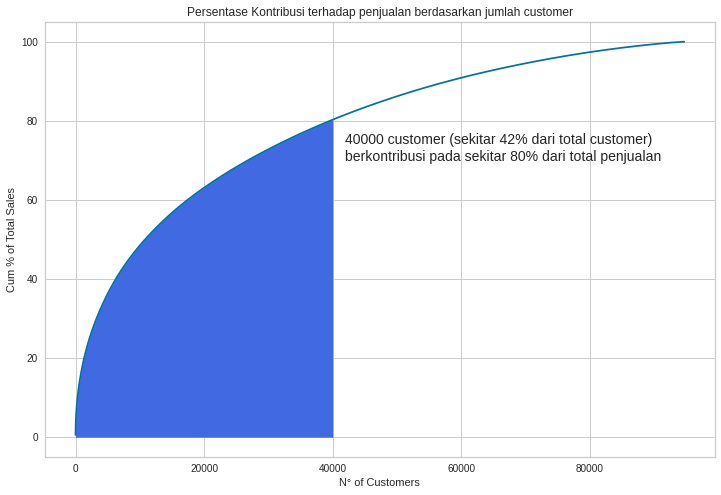 Persentase Kontribusi terhadap penjualan berdasarkan jumlah customer
100
80
60
40
20
0
Cum % of Total Sales
40000 customer (sekitar 42% dari total customer)
berkontribusi pada sekitar 80% dari total penjualan
0
20000
40000
60000
80000
N° of Customers